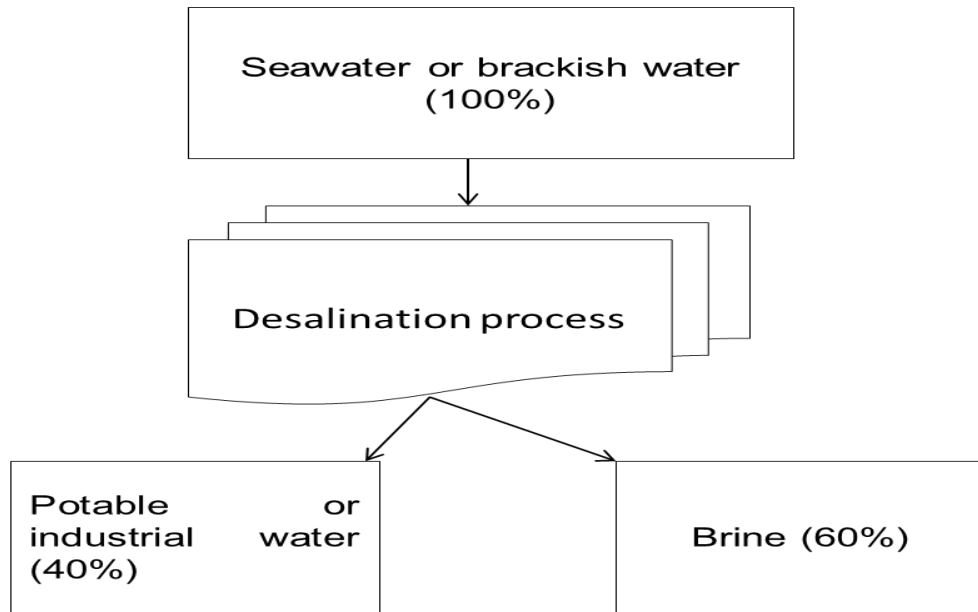 Seawater or brackish water
(100%)
Desalination process
Potable or
industrial water
(40%)
Brine (60%)